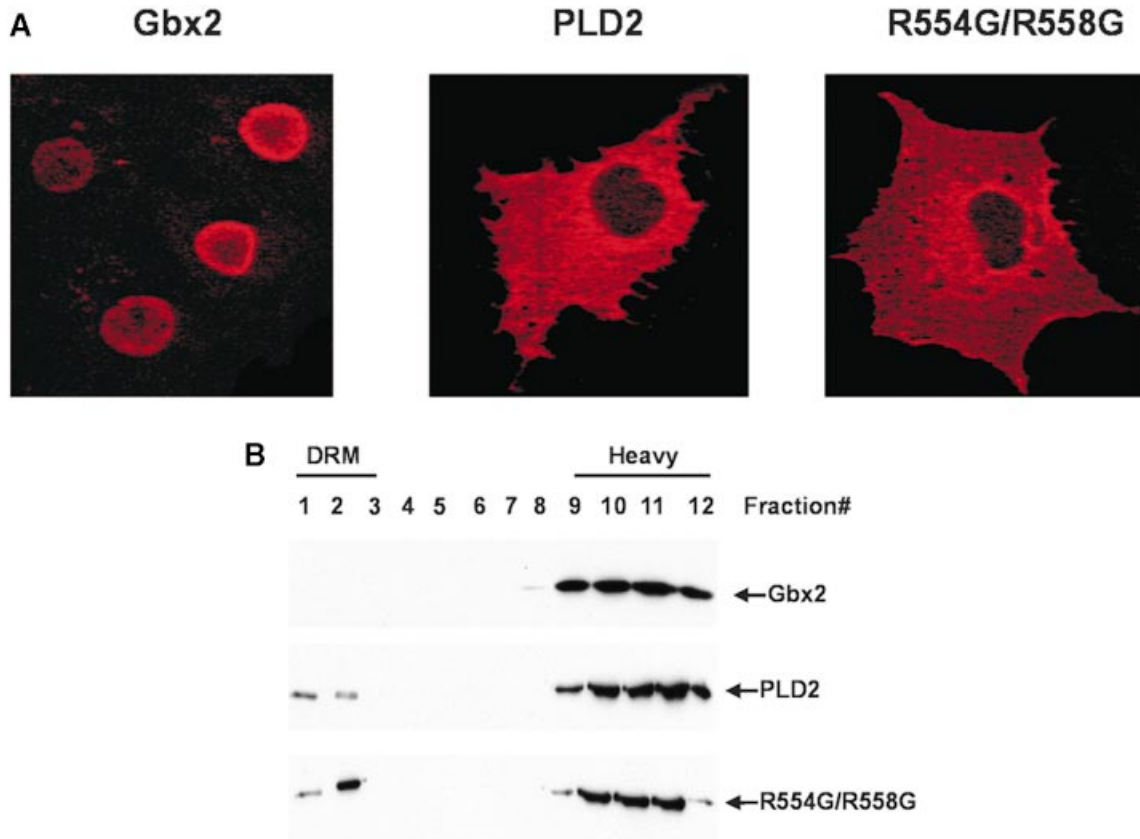 A Gbx2 PLD2 R554G/R558G
B DRM Heavy
1 2 3 4 5 6 7 8 9 10 11 12 Fraction#
Gbx2
PLD2
R554G/R558G